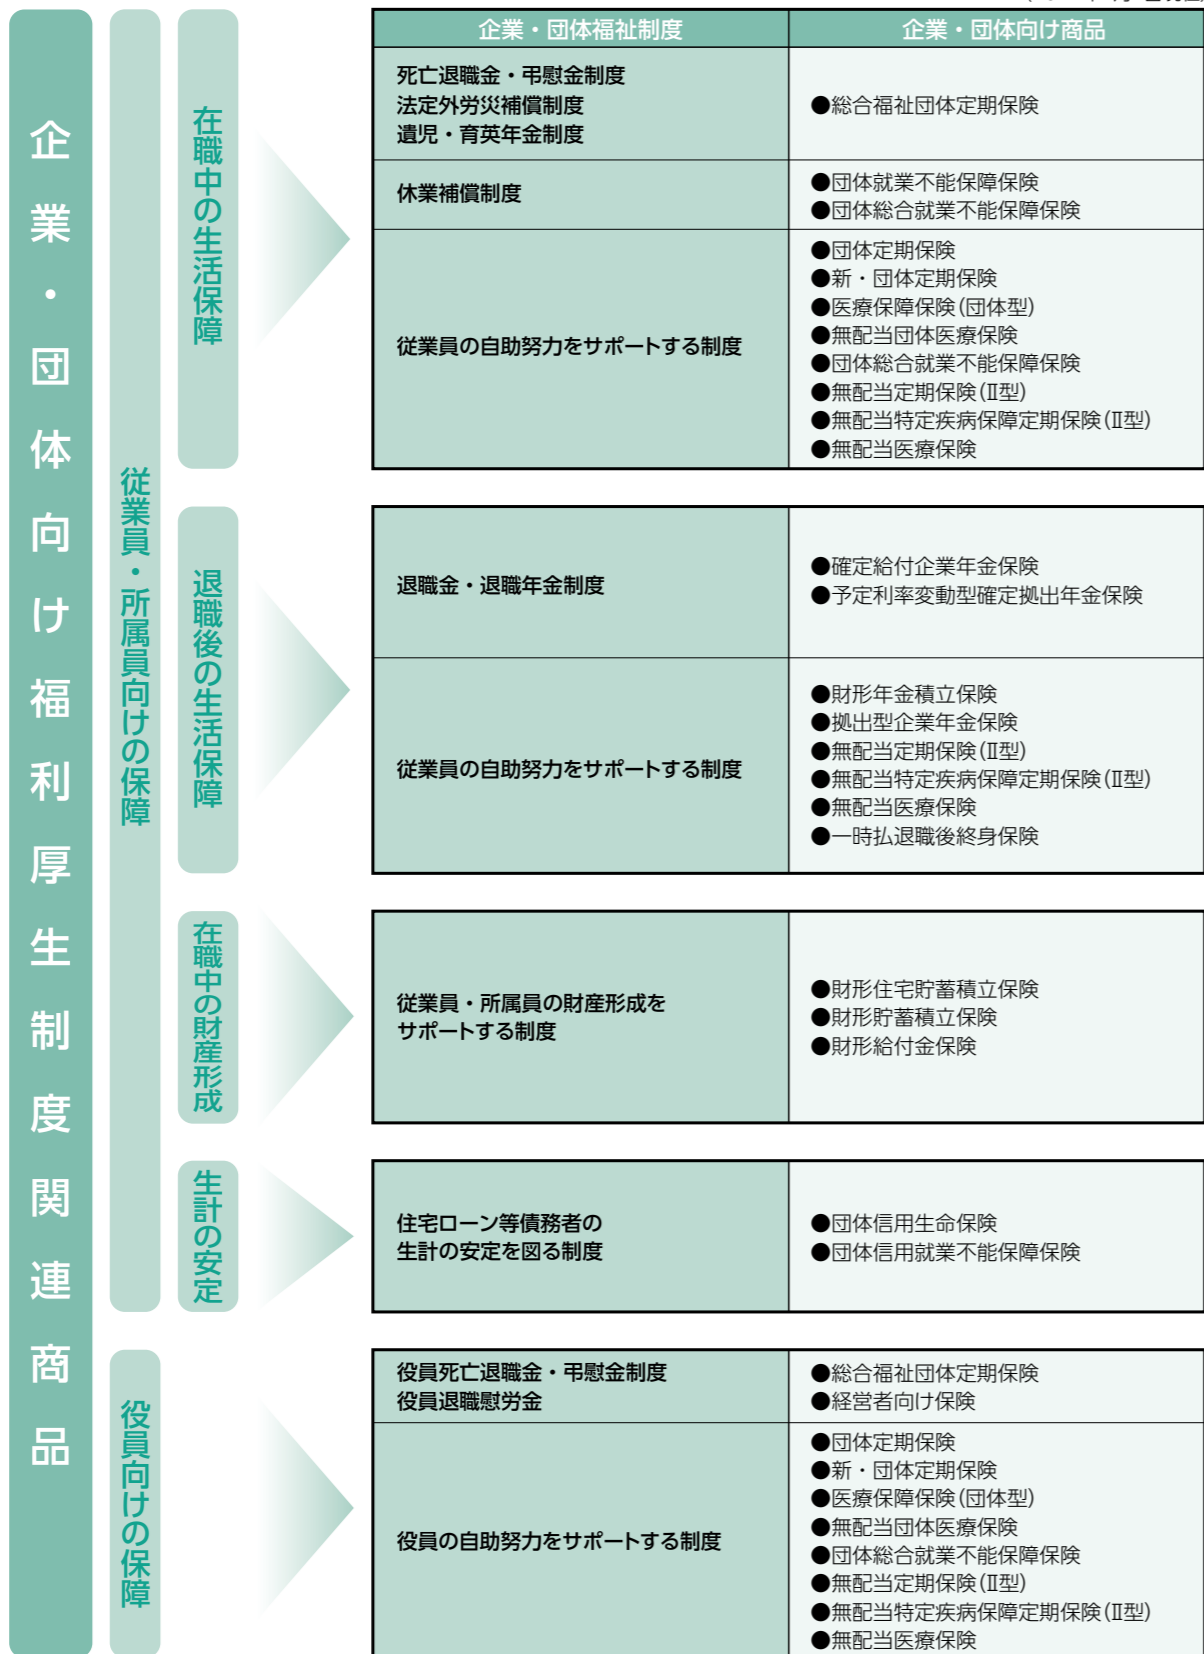 企業・団体向け福利厚生制度関連商品
従業員・所属員向けの保障
在職中の生活保障
企業・団体福祉制度
企業・団体向け商品
死亡退職金・弔慰金制度
法定外労災補償制度
遺児・育英年金制度
●総合福祉団体定期保険
休業補償制度
●団体就業不能保障保険
●団体総合就業不能保障保険
従業員の自助努力をサポートする制度
●団体定期保険
●新・団体定期保険
●医療保障保険(団体型)
●無配当団体医療保険
●団体総合就業不能保障保険
●無配当定期保険(Ⅱ型)
●無配当特定疾病保障定期保険(Ⅱ型)
●無配当医療保険
退職後の生活保障
退職金・退職年金制度
●確定給付企業年金保険
●予定利率変動型確定拠出年金保険
従業員の自助努力をサポートする制度
●財形年金積立保険
●拠出型企業年金保険
●無配当定期保険(Ⅱ型)
●無配当特定疾病保障定期保険(Ⅱ型)
●無配当医療保険
●一時払退職後終身保険
在職中の財産形成
従業員・所属員の財産形成を
サポートする制度
●財形住宅貯蓄積立保険
●財形貯蓄積立保険
●財形給付金保険
生計の安定
住宅ローン等債務者の
生計の安定を図る制度
●団体信用生命保険
●団体信用就業不能保障保険
役員向けの保障
役員死亡退職金・弔慰金制度
役員退職慰労金
●総合福祉団体定期保険
●経営者向け保険
役員の自助努力をサポートする制度
●団体定期保険
●新・団体定期保険
●医療保障保険(団体型)
●無配当団体医療保険
●団体総合就業不能保障保険
●無配当定期保険(Ⅱ型)
●無配当特定疾病保障定期保険(Ⅱ型)
●無配当医療保険